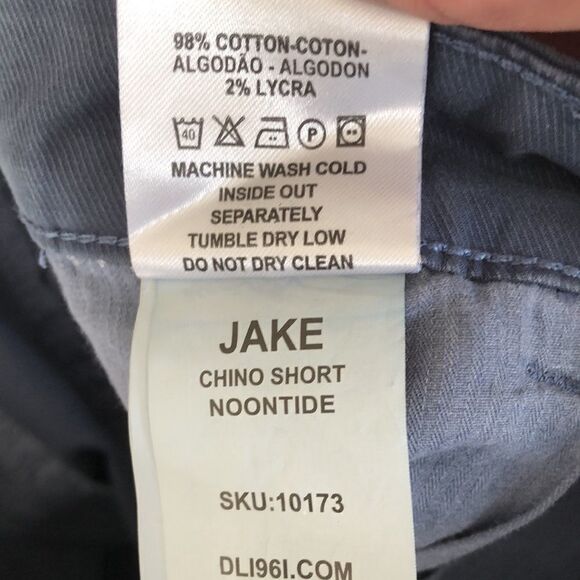 98% COTTON-COTON-
ALGODÃO - ALGODON
2% LYCRA
40 P
MACHINE WASH COLD
INSIDE OUT
SEPARATELY
TUMBLE DRY LOW
DO NOT DRY CLEAN
JAKE
CHINO SHORT
NOONTIDE
SKU:10173
DL1961.COM